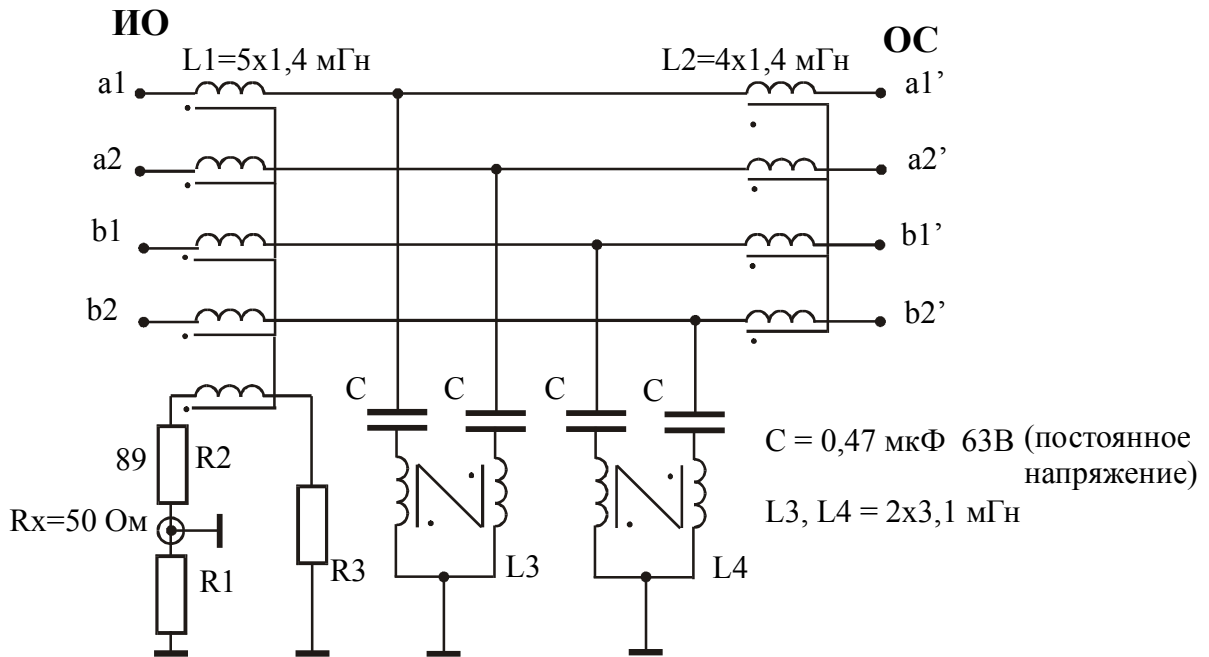 ИО
ОС
L1=5x1,4 мГн
L2=4x1,4 мГн
a1
a1’
a2
a2’
b1
b1’
b2
b2’
C
C
C
C
89
R2
Rx=50 Ом
R1
R3
L3
L4
C = 0,47 мкФ 63В (постоянное
напряжение)
L3, L4 = 2x3,1 мГн